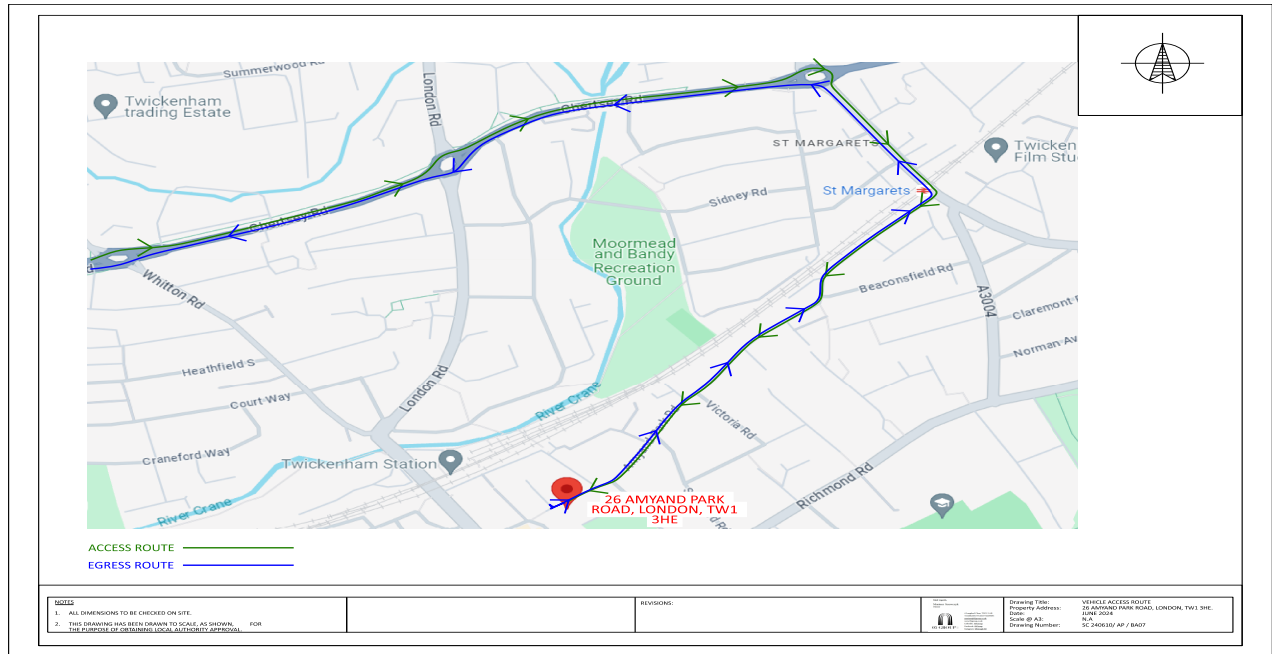 Summerwood Rd
Twickenham
trading Estate
London Rd
Chertsey Rd
ST MARGARETS
Twicken
Film Stu
St Margarets
Sidney Rd
Chertsey Rd
Moormead
and Bandy
Recreation
Ground
Whitton Rd
Beaconsfield Rd
A3004
Claremont
Norman Av
Heathfield S
London Rd
Court Way
River Crane
Victoria Rd
Craneford Way
Twickenham Station
Richmond Rd
River Crane
26 AMYAND PARK
ROAD, LONDON, TW1
3HE
ACCESS ROUTE
EGRESS ROUTE
NOTES
1. ALL DIMENSIONS TO BE CHECKED ON SITE.
2. THIS DRAWING HAS BEEN DRAWN TO SCALE, AS SHOWN, FOR
THE PURPOSE OF OBTAINING LOCAL AUTHORITY APPROVAL.
REVISIONS:
Drawing Title: VEHICLE ACCESS ROUTE
Property Address: 26 AMYAND PARK ROAD, LONDON, TW1 3HE.
Date: JUNE 2024
Scale @ A3: N.A
Drawing Number: SC 240610/ AP / BA07